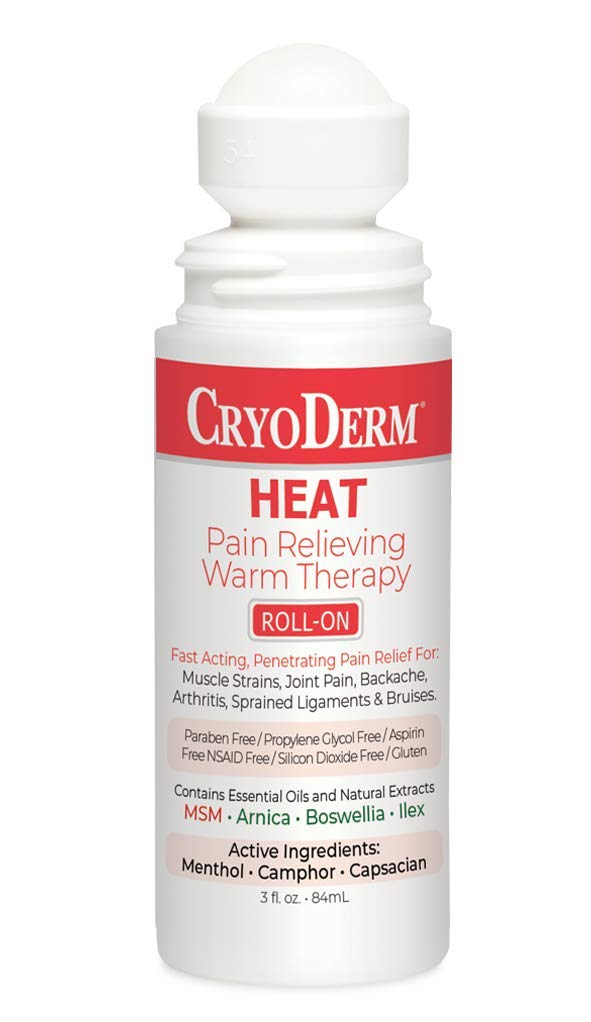 34
CRYODERM®
HEAT
Pain Relieving
Warm Therapy
ROLL-ON
Fast Acting, Penetrating Pain Relief For:
Muscle Strains, Joint Pain, Backache,
Arthritis, Sprained Ligaments & Bruises.
Paraben Free / Propylene Glycol Free / Aspirin
Free NSAID Free / Silicon Dioxide Free / Gluten
Contains Essential Oils and Natural Extracts
MSM • Arnica • Boswellia • Ilex
Active Ingredients:
Menthol • Camphor • Capsacian
3 fl. oz. • 84mL